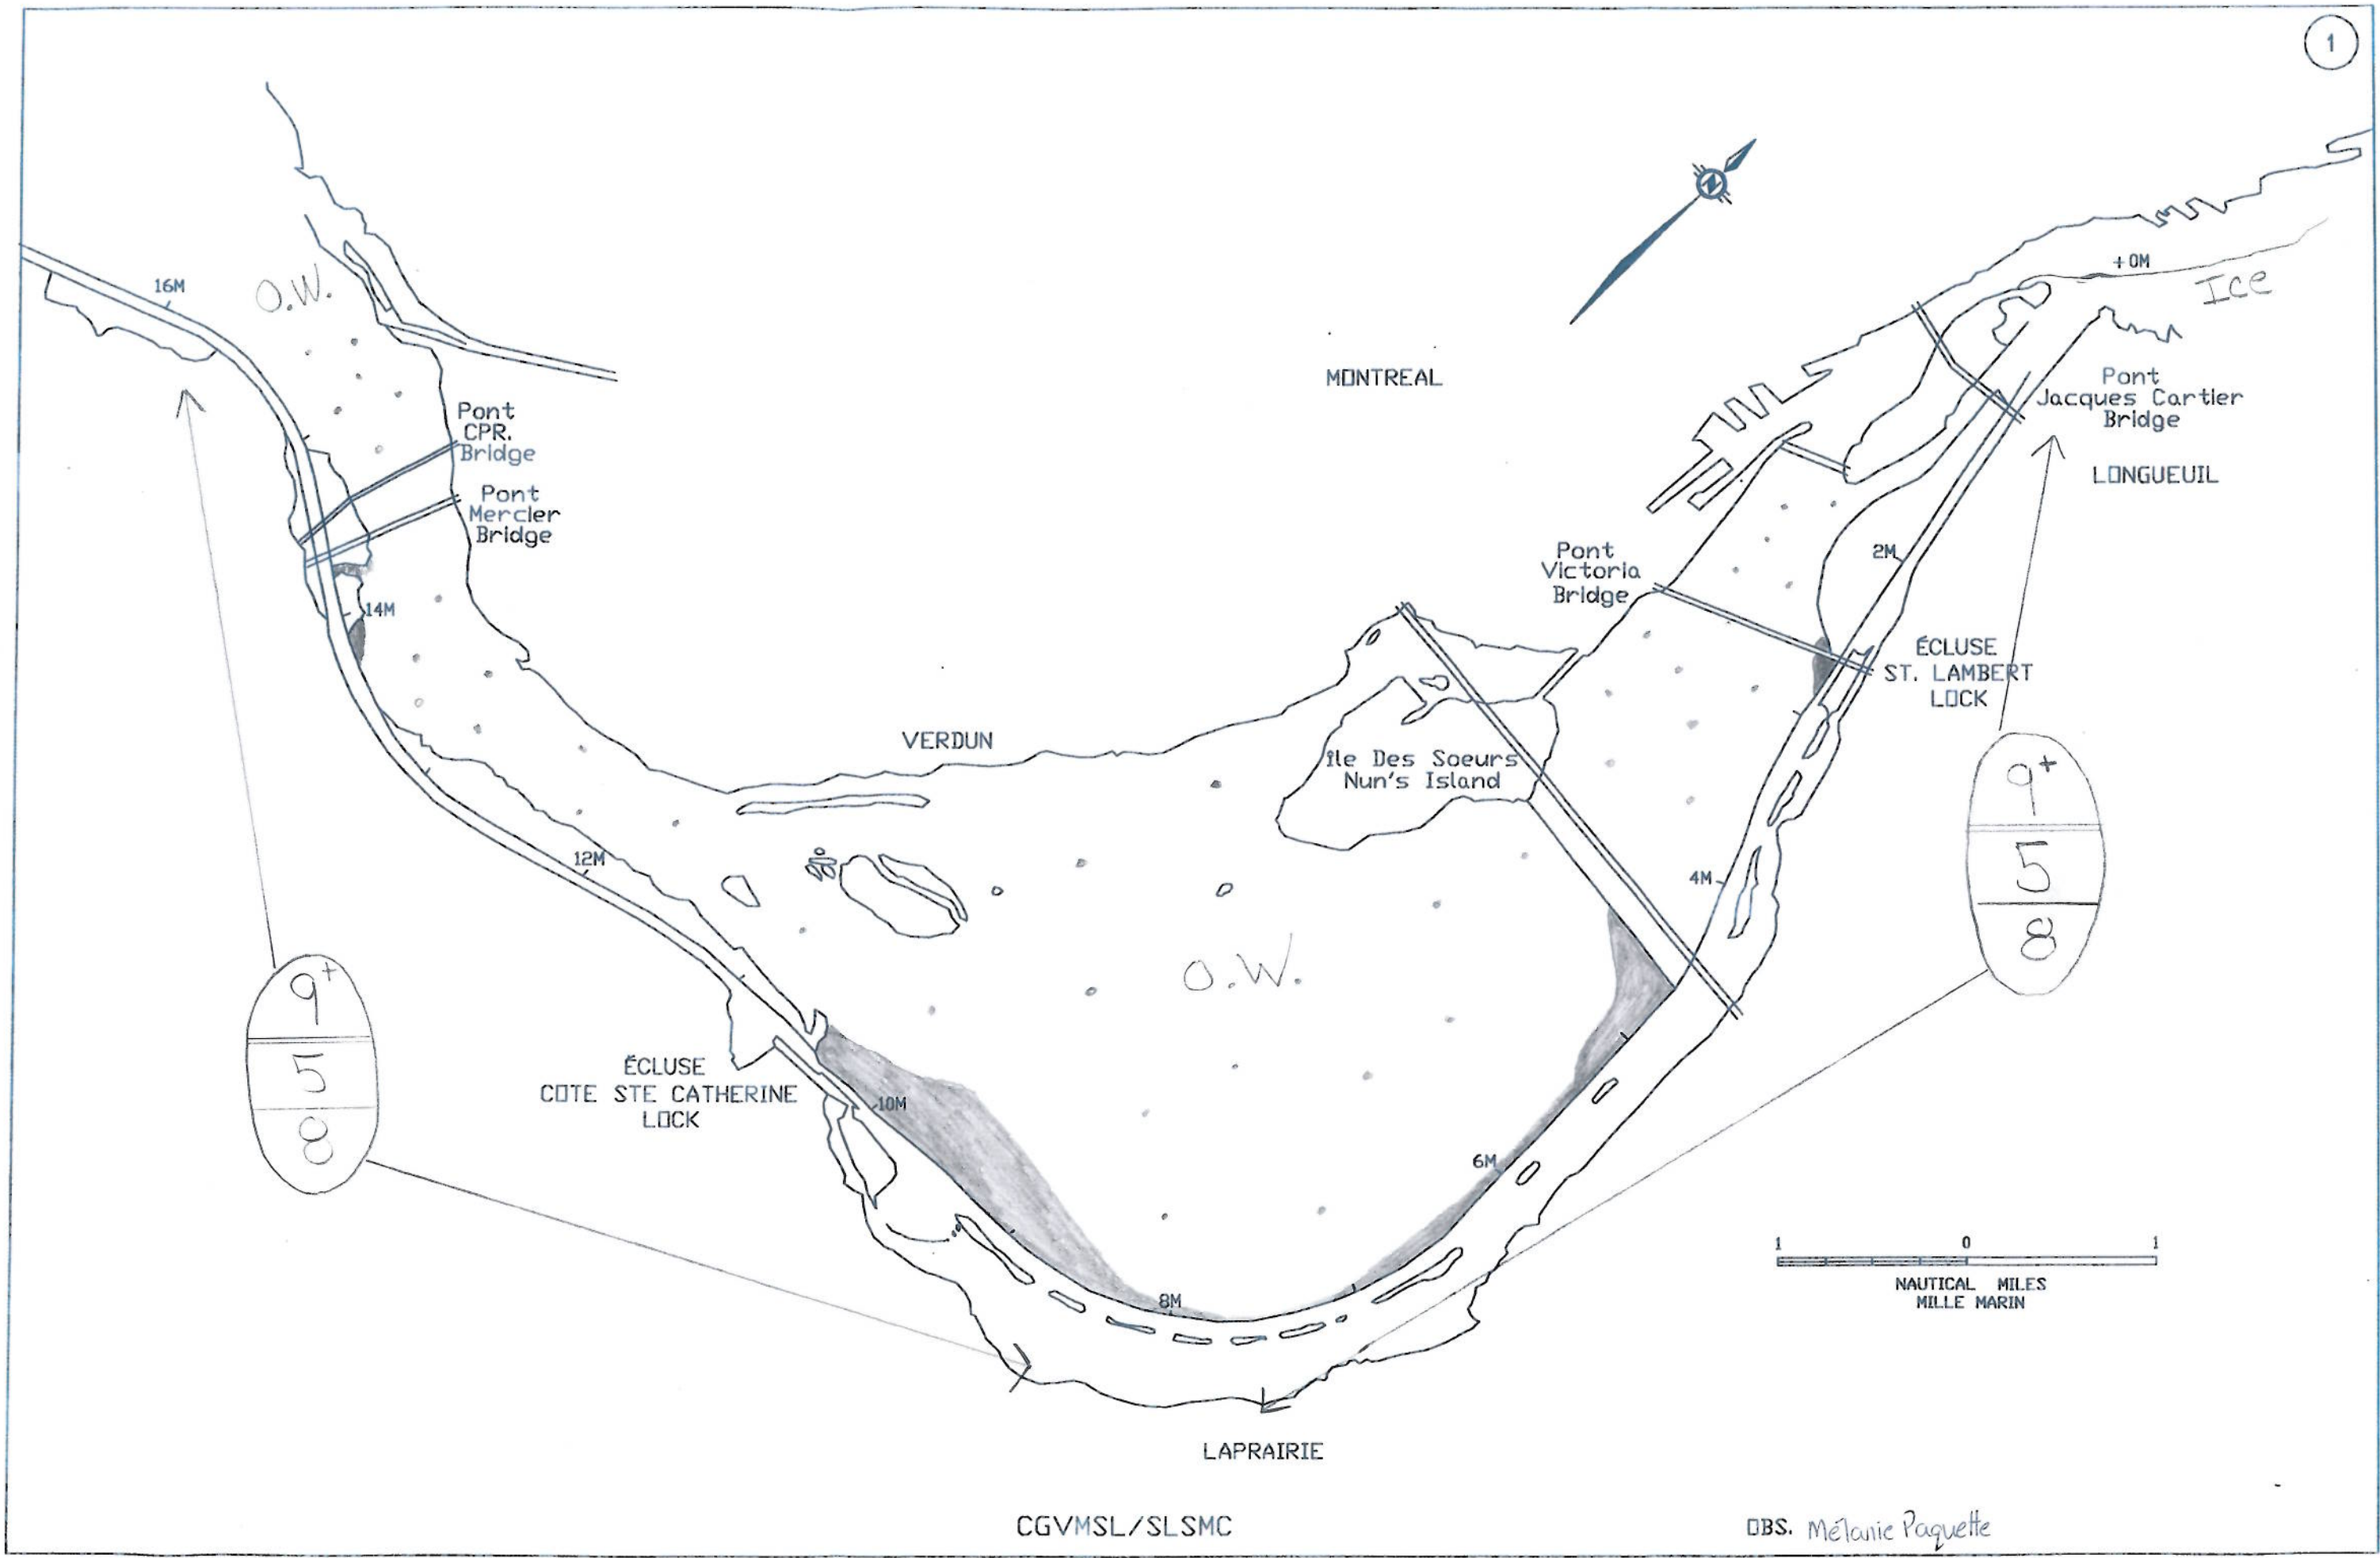 1
16M
O.W.
+0M
Ice
MONTREAL
Pont
Jacques Cartier
Bridge
Pont
CPR.
Bridge
LONGUEUIL
Pont
Mercier
Bridge
Pont
Victoria
Bridge
2M
14M
ÉCLUSE
ST. LAMBERT
LOCK
VERDUN
Île Des Soeurs
Nun's Island
9+
5
8
12M
4M
O.W.
9+
5
8
ÉCLUSE
COTE STE CATHERINE
LOCK
10M
6M
8M
1 0 1
NAUTICAL MILES
MILLE MARIN
LAPRAIRIE
CGVMSL/SLSMC
OBS. Mélanie Paquette